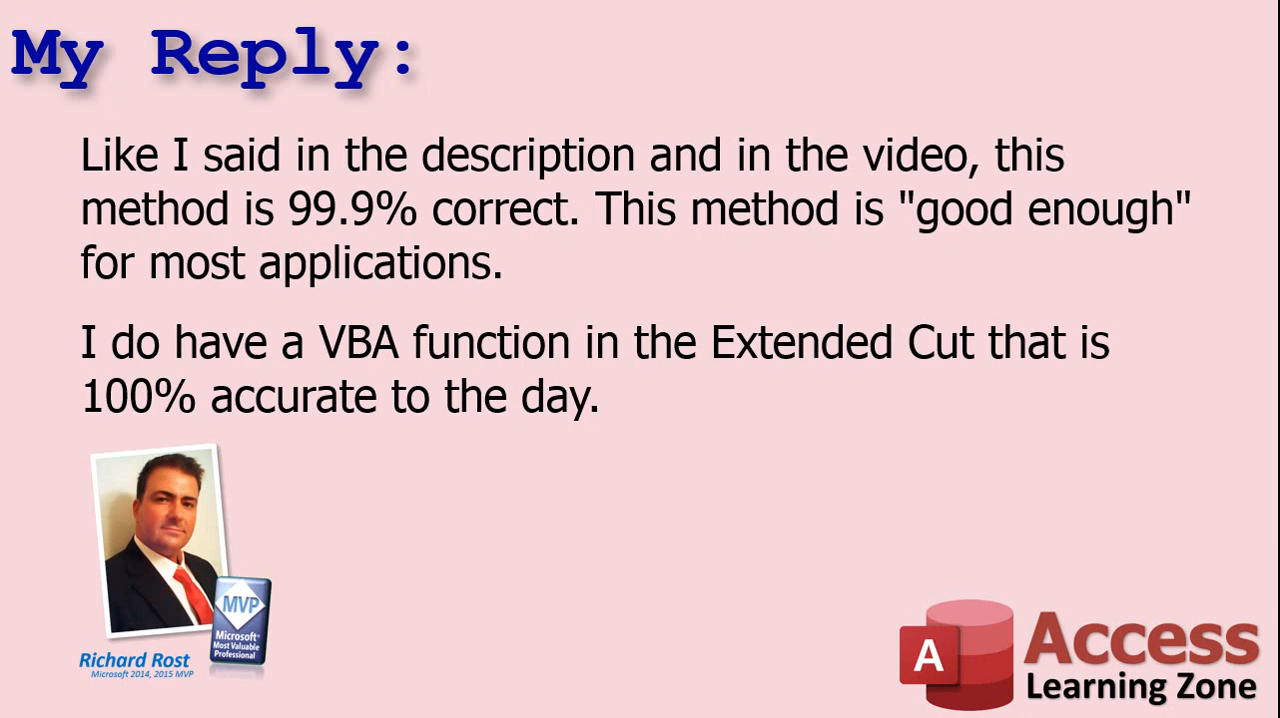 My Reply:
Like I said in the description and in the video, this
method is 99.9% correct. This method is "good enough"
for most applications.
I do have a VBA function in the Extended Cut that is
100% accurate to the day.
MVP
Microsoft®
Most Valuable
Professional
Richard Rost
Microsoft 2014, 2015 MVP
A
Access
Learning Zone